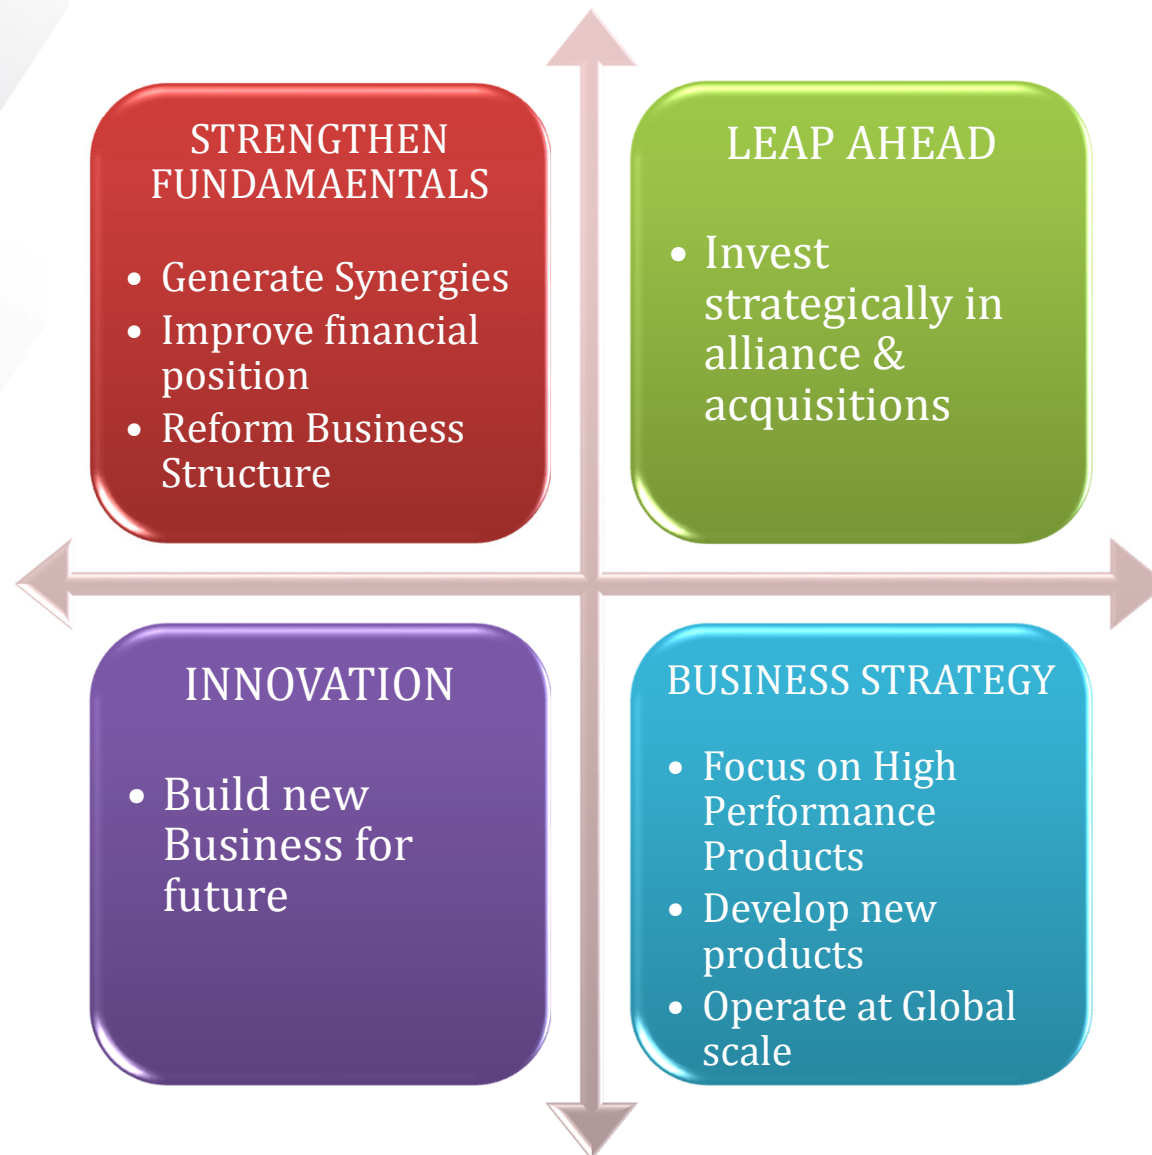 STRENGTHEN
FUNDAMAENTALS
• Generate Synergies
• Improve financial
position
• Reform Business
Structure
LEAP AHEAD
• Invest
strategically in
alliance &
acquisitions
INNOVATION
• Build new
Business for
future
BUSINESS STRATEGY
• Focus on High
Performance
Products
• Develop new
products
• Operate at Global
scale